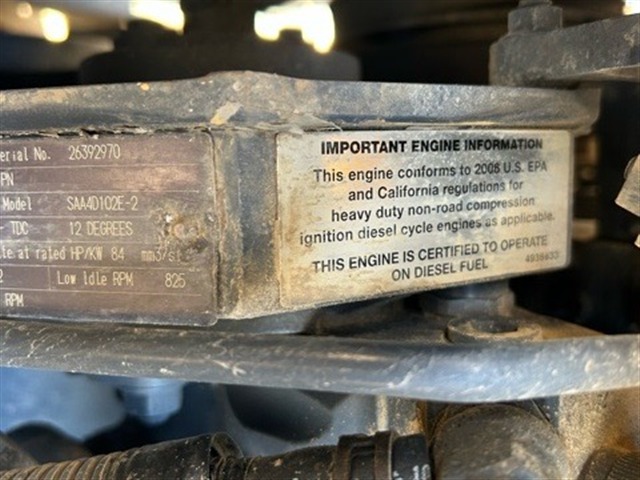 erial No. 26392970
PN
Model SAA4D102E-2
TDC 12 DEGREES
le at rated HP/KW 84 mm3/st
2 Low Idle RPM 825
RPM
IMPORTANT ENGINE INFORMATION
This engine conforms to 2006 U.S. EPA
and California regulations for
heavy duty non-road compression
ignition diesel cycle engines as applicable.
THIS ENGINE IS CERTIFIED TO OPERATE
ON DIESEL FUEL